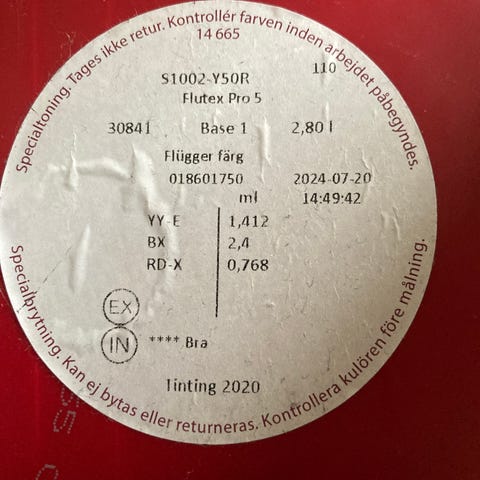 Specialtoning. Tages ikke retur. Kontrollér farven inden arbejdet påbegyndes.
14 665
110
S1002-Y50R
Flutex Pro 5
30841 Base 1 2,80 l
Flügger färg
018601750 2024-07-20
ml 14:49:42
YY-E 1,412
BX 2,4
RD-X 0,768
EX
IN **** Bra
Tinting 2020
Specialbrytning. Kan ej bytas eller returneras. Kontrollera kulören före målning.